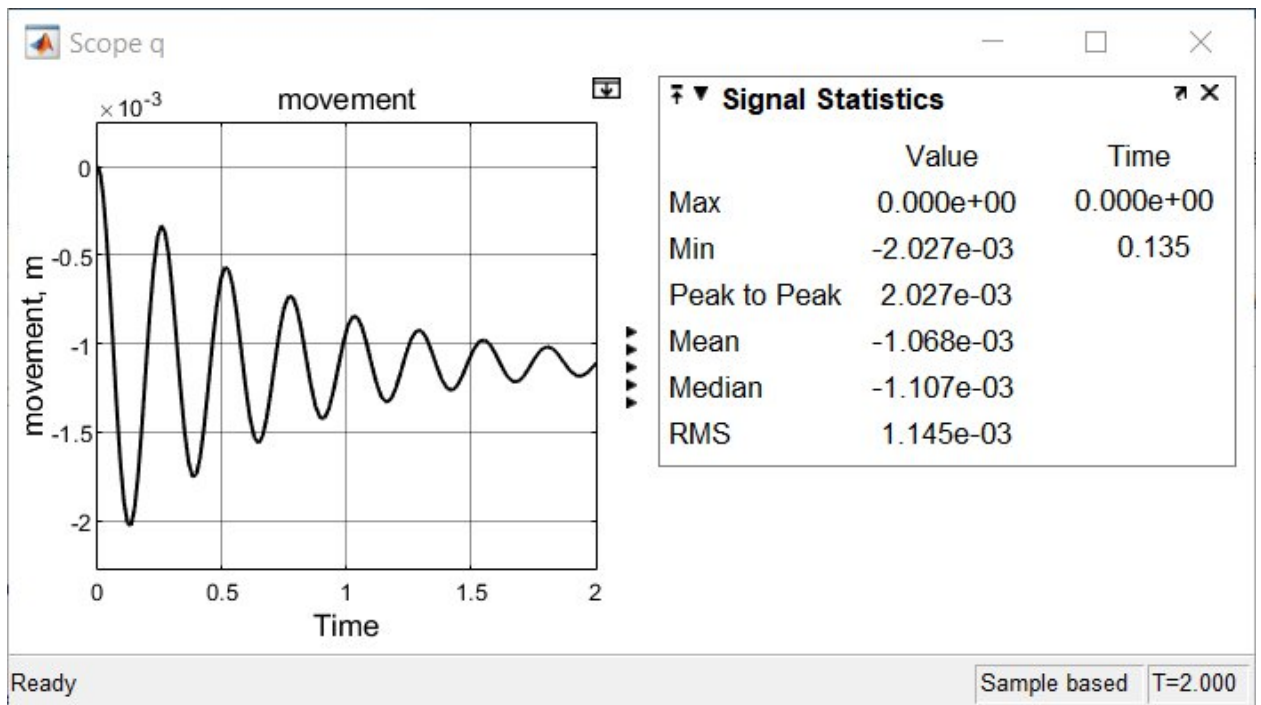 Scope q
×10-3
movement
0
-0.5
-1
-1.5
-2
movement, m
0 0.5 1 1.5 2
Time
Signal Statistics
Value Time
Max 0.000e+00 0.000e+00
Min -2.027e-03 0.135
Peak to Peak 2.027e-03
Mean -1.068e-03
Median -1.107e-03
RMS 1.145e-03
Ready
Sample based T=2.000